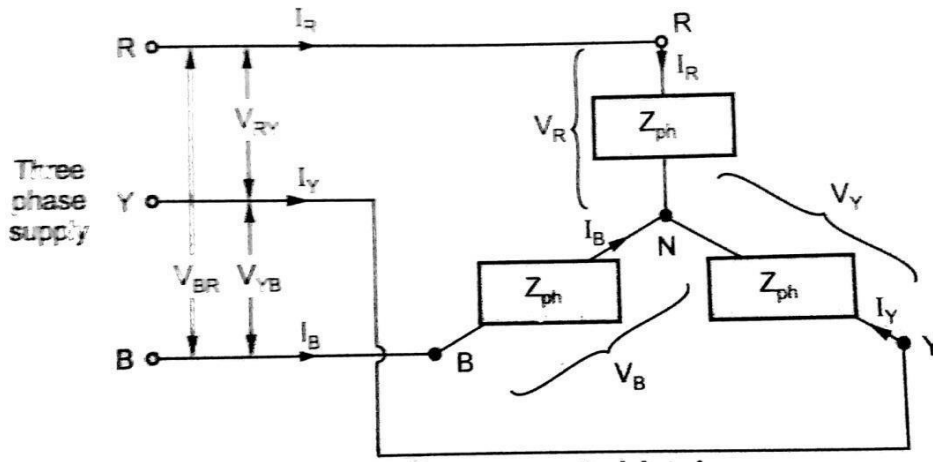 R
I_R
R
I_R
V_RY
V_R
Z_ph
Three
phase
supply
Y
I_Y
V_Y
I_B
N
V_BR
V_YB
Z_ph
Z_ph
I_Y
Y
B
I_B
B
V_B